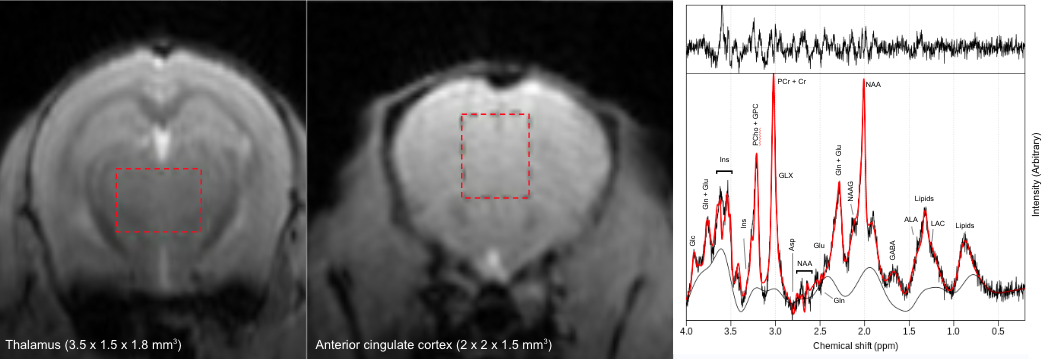 Thalamus (3.5 x 1.5 x 1.8 mm³)
Anterior cingulate cortex (2 x 2 x 1.5 mm³)
PCr + Cr
NAA
PCho + GPC
Ins
GLX
Gln + Glu
Gln + Glu
NAAG
Lipids
ALA
LAC
Lipids
Glc
Ins
Asp
NAA
Glu
GABA
Gln
4.0 3.5 3.0 2.5 2.0 1.5 1.0 0.5
Chemical shift (ppm)
Intensity (Arbitrary)